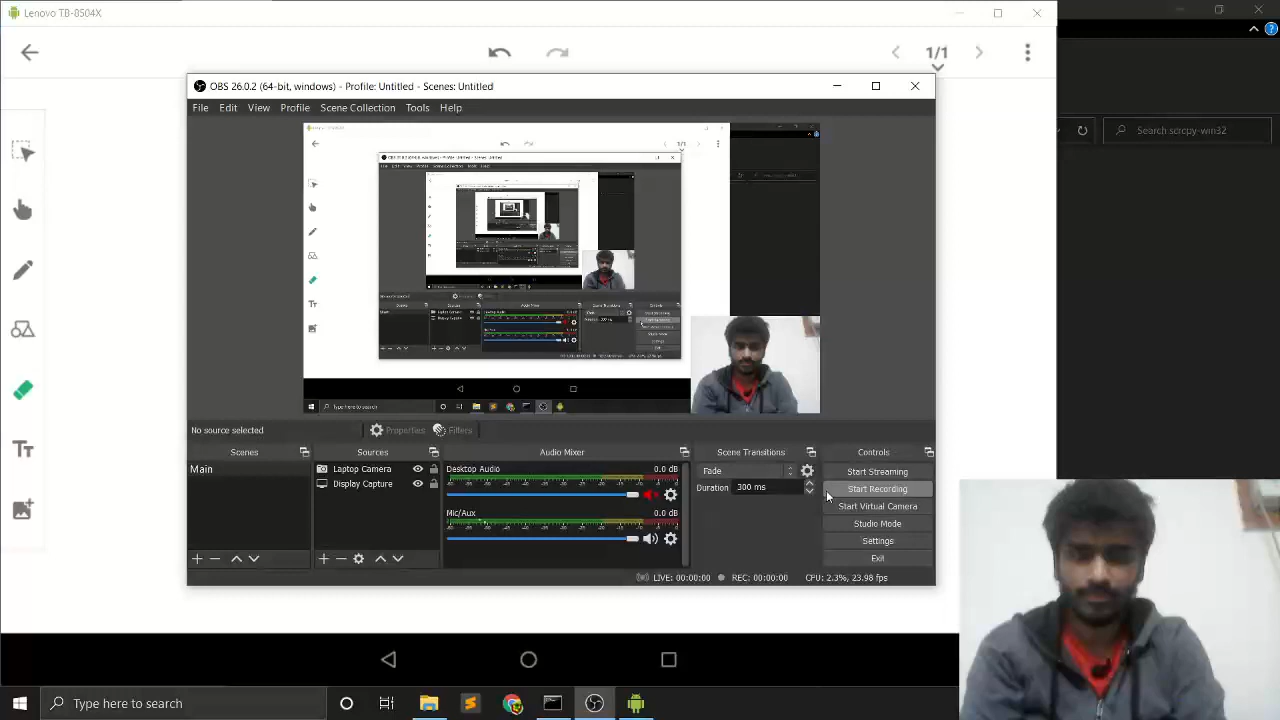 Lenovo TB-8504X
1/1
Search scrcpy-win32
OBS 26.0.2 (64-bit, windows) - Profile: Untitled - Scenes: Untitled
File Edit View Profile Scene Collection Tools Help
No source selected
Properties
Filters
Scenes
Main
Sources
Laptop Camera
Display Capture
Audio Mixer
Desktop Audio
0.0 dB
Mic/Aux
0.0 dB
Scene Transitions
Fade
Duration 300 ms
Controls
Start Streaming
Start Recording
Start Virtual Camera
Studio Mode
Settings
Exit
LIVE: 00:00:00
REC: 00:00:00
CPU: 2.3%, 23.98 fps
Tт
Type here to search